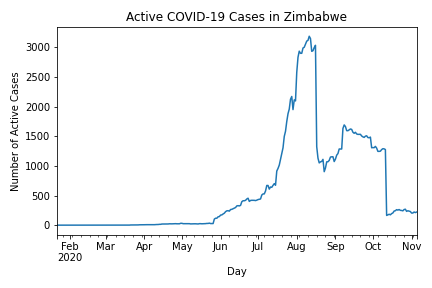 Active COVID-19 Cases in Zimbabwe
3000
2500
2000
1500
1000
500
0
Number of Active Cases
Feb Mar Apr May Jun Jul Aug Sep Oct Nov
2020
Day